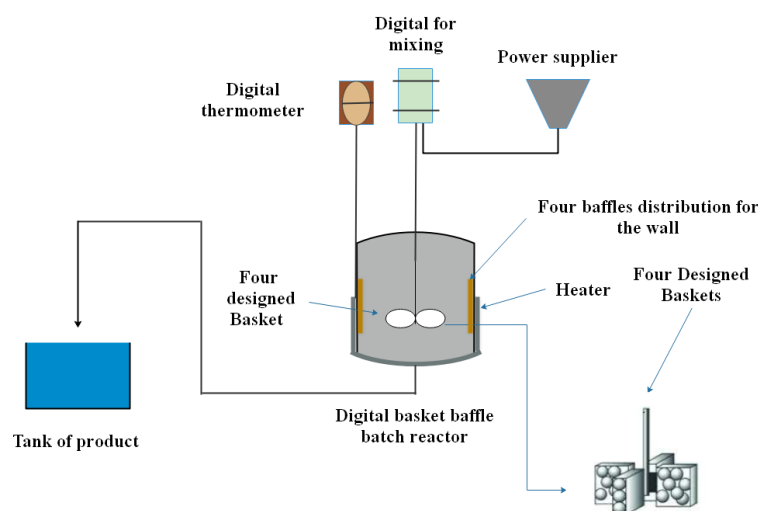 Digital for
mixing
Power supplier
Digital
thermometer
Four baffles distribution for
the wall
Four
designed
Basket
Heater
Four Designed
Baskets
Digital basket baffle
batch reactor
Tank of product